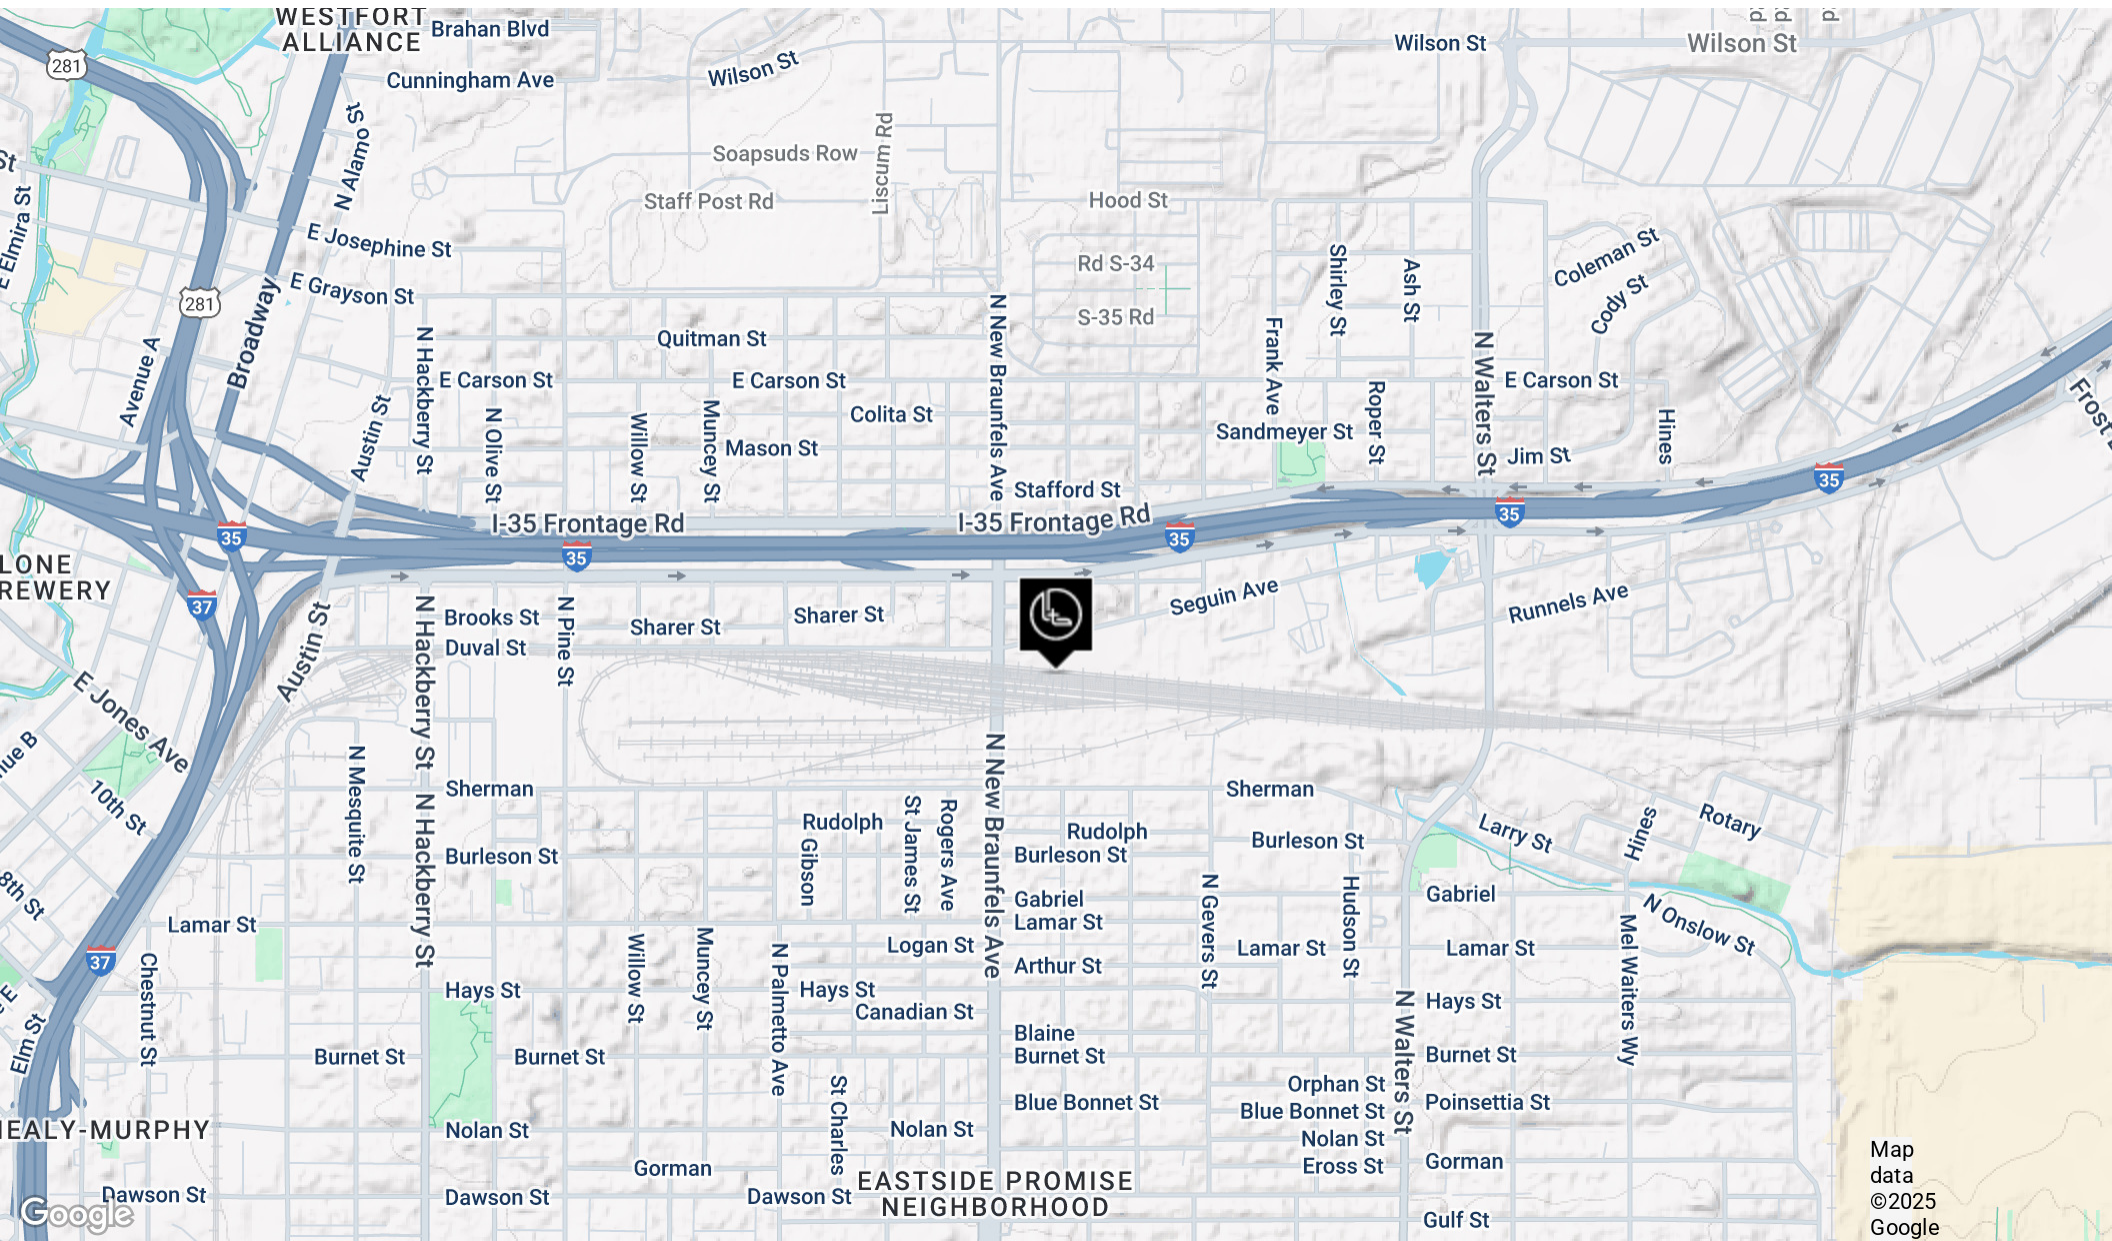 WESTFORT
ALLIANCE
Brahan Blvd
Wilson St
Wilson St
281
Cunningham Ave
Wilson St
N Alamo St
Liscum Rd
Soapsuds Row
St
E Elmira St
Staff Post Rd
Hood St
E Josephine St
Shirley St
Ash St
Coleman St
Rd S-34
Cody St
E Grayson St
281
Broadway
S-35 Rd
N New Braunfels Ave
Frank Ave
N Hackberry St
Quitman St
N Walters St
Avenue A
E Carson St
E Carson St
E Carson St
Austin St
N Olive St
Willow St
Muncey St
Colita St
Roper St
Hines
Sandmeyer St
Mason St
Jim St
35
Stafford St
I-35 Frontage Rd
I-35 Frontage Rd
35
35
35
35
LONE
REWERY
37
N Hackberry St
Brooks St
N Pine St
Sharer St
Sharer St
Seguin Ave
Runnels Ave
Duval St
Austin St
E Jones Ave
N Mesquite St
N New Braunfels Ave
10th St
Sherman
Sherman
N Hackberry St
Rudolph
St James St
Rogers Ave
Rudolph
Larry St
Hines
Rotary
Gibson
Burleson St
Burleson St
Burleson St
8th St
Gabriel
N Gevers St
Hudson St
Gabriel
Lamar St
Lamar St
N Onslow St
Logan St
Lamar St
Lamar St
Mel Waiters Wy
37
Chestnut St
Willow St
Muncey St
N Palmetto Ave
Arthur St
Hays St
Hays St
Canadian St
Hays St
N Walters St
Elm St
Blaine
Burnet St
Burnet St
Burnet St
Burnet St
St Charles
Orphan St
Blue Bonnet St
Blue Bonnet St
Poinsettia St
HEALY-MURPHY
Nolan St
Nolan St
Nolan St
Gorman
Eross St
Gorman
EASTSIDE PROMISE
NEIGHBORHOOD
Dawson St
Dawson St
Dawson St
Gulf St
Google
Map
data
©2025
Google